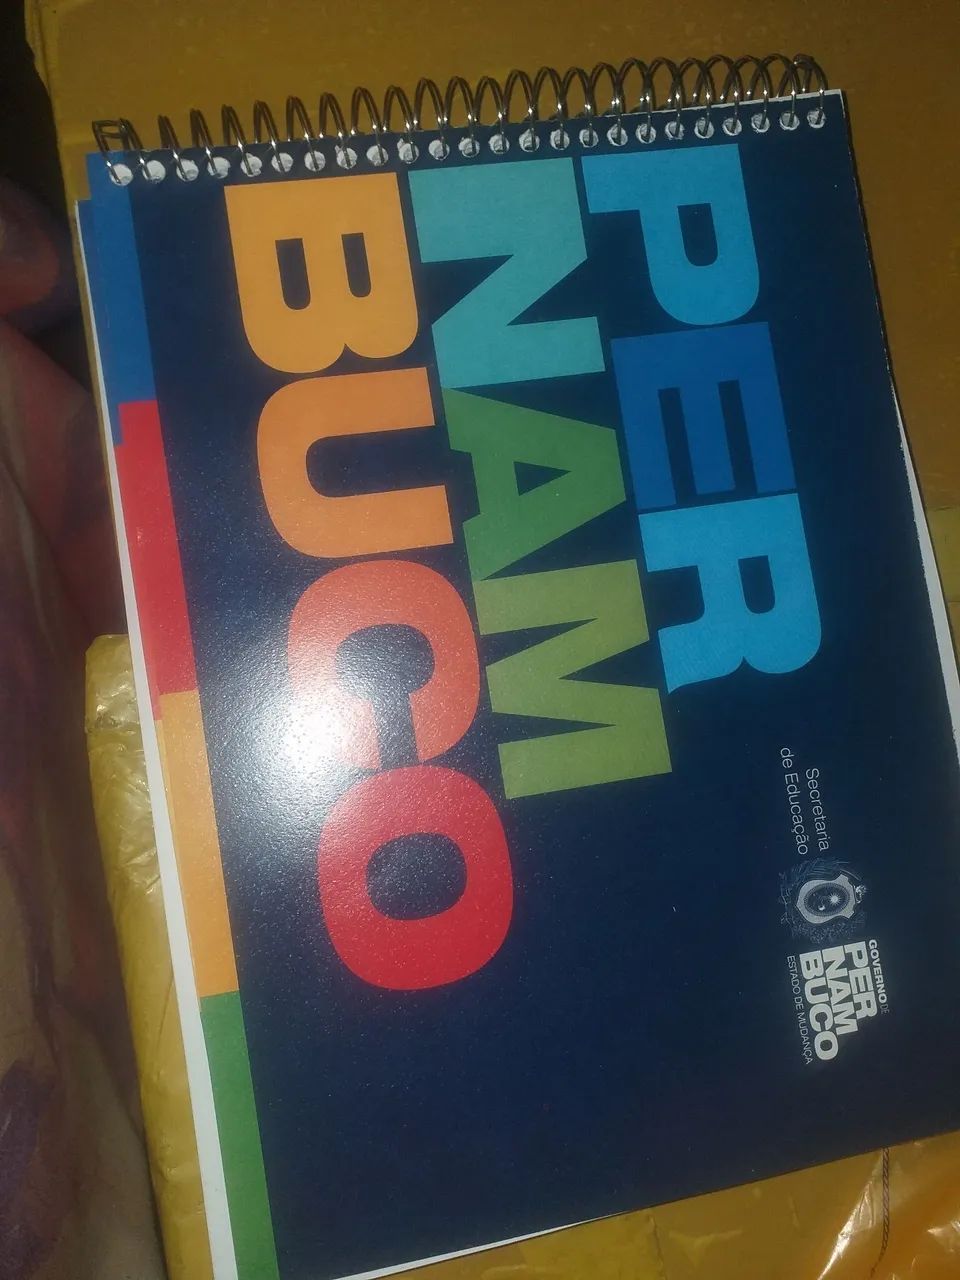 PER
NAM
BUCO
Secretaria
de Educação
GOVERNO DE
PER
NAM
BUCO
ESTADO DE MUDANÇA